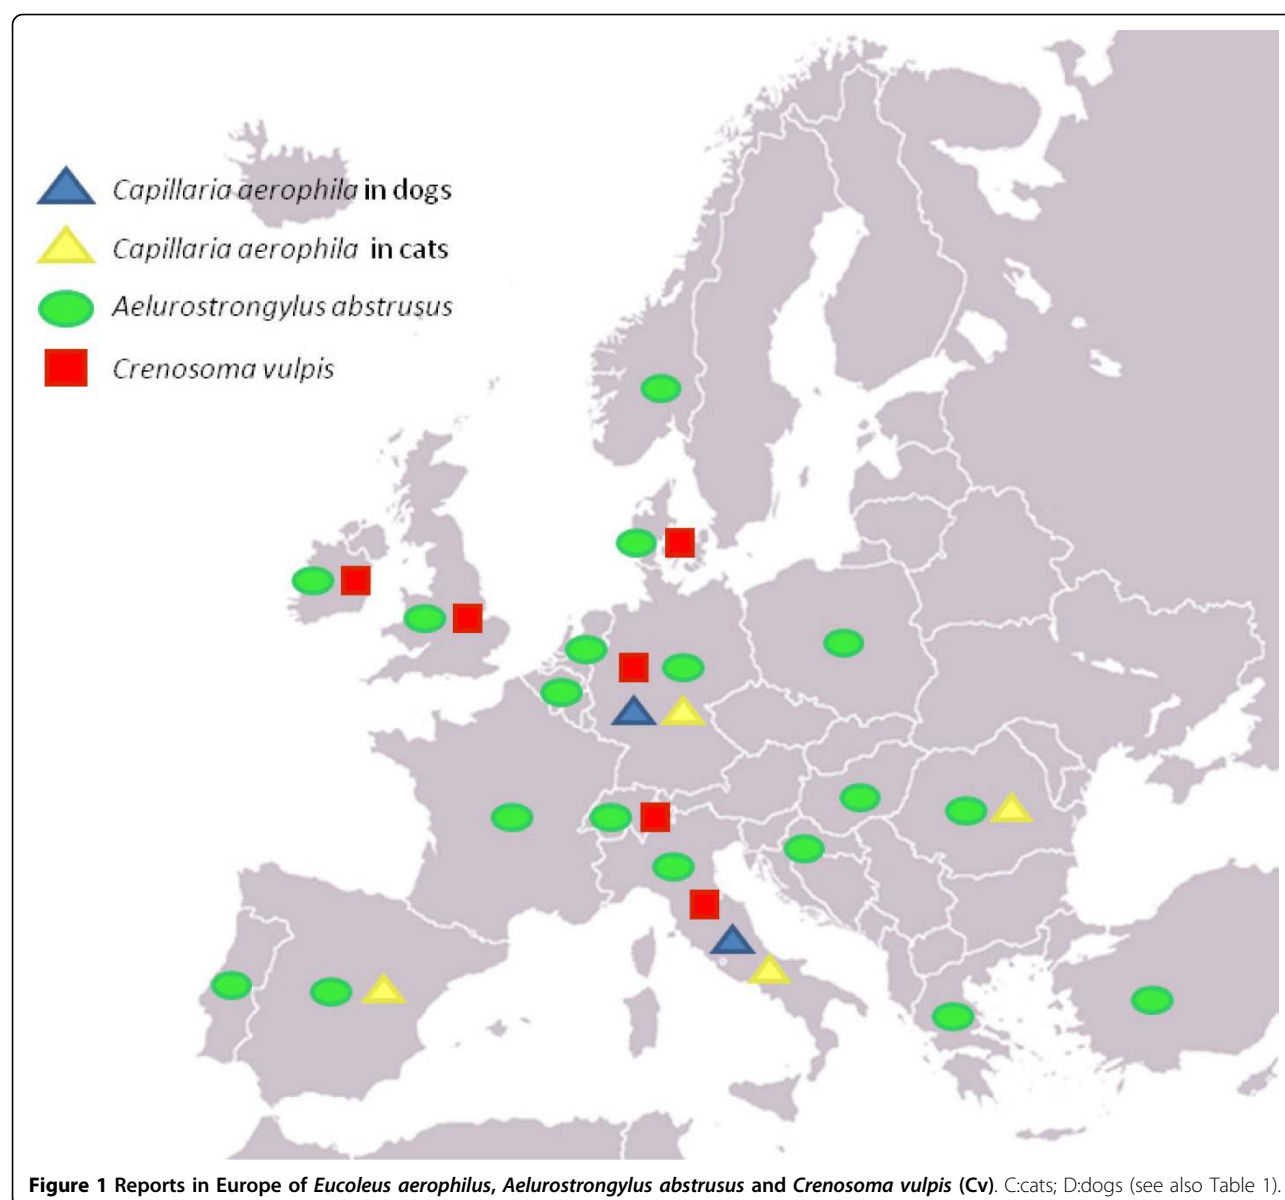 Capillaria aerophila in dogs
Capillaria aerophila in cats
Aelurostrongylus abstrusus
Crenosoma vulpis
Figure 1 Reports in Europe of Eucoleus aerophilus, Aelurostrongylus abstrusus and Crenosoma vulpis (Cv). C:cats; D:dogs (see also Table 1).